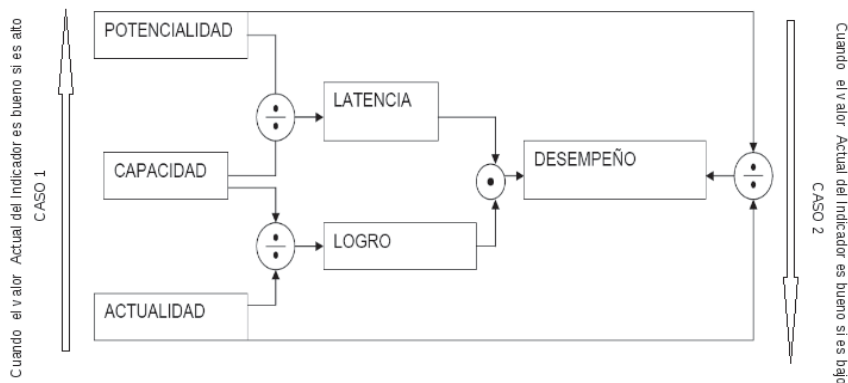 Cuando el valor Actual del Indicador es bueno si es alto
CASO 1
POTENCIALIDAD
LATENCIA
CAPACIDAD
DESEMPEÑO
LOGRO
ACTUALIDAD
Cuando el valor Actual del Indicador es bueno si es bajo
CASO 2